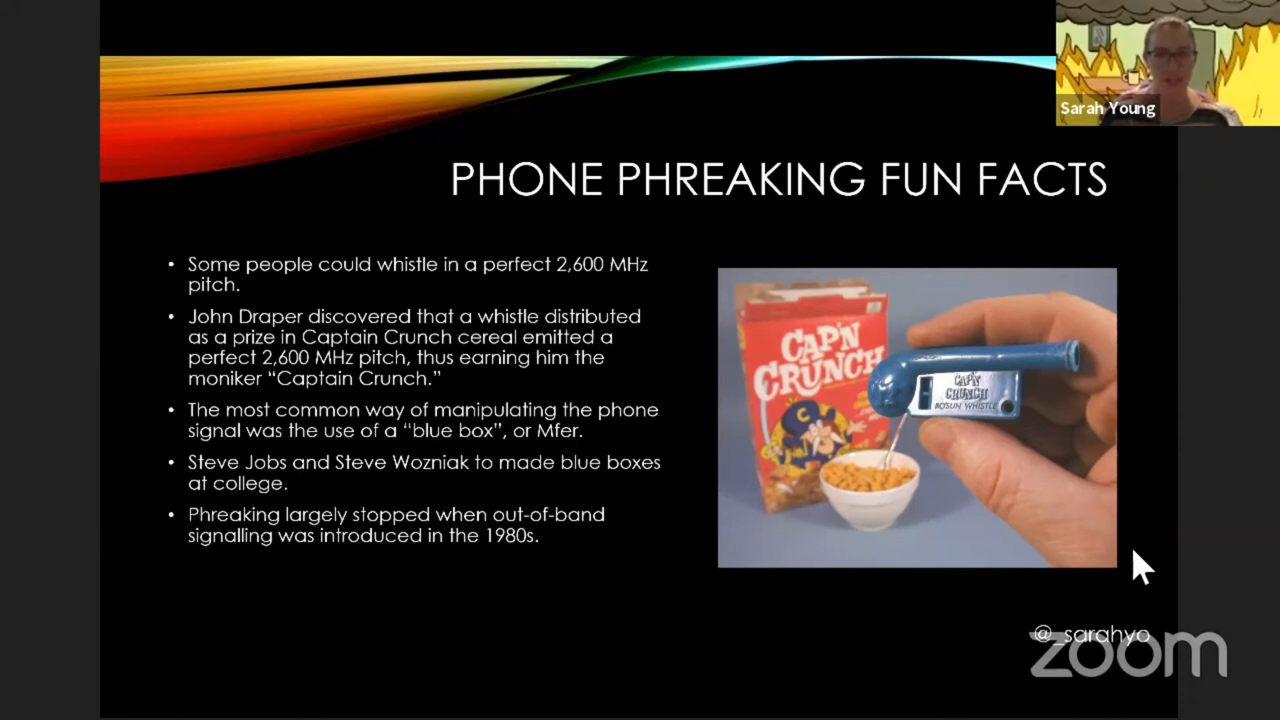 Sarah Young
PHONE PHREAKING FUN FACTS
• Some people could whistle in a perfect 2,600 MHz
pitch.
• John Draper discovered that a whistle distributed
as a prize in Captain Crunch cereal emitted a
perfect 2,600 MHz pitch, thus earning him the
moniker “Captain Crunch.”
• The most common way of manipulating the phone
signal was the use of a “blue box”, or Mfer.
• Steve Jobs and Steve Wozniak to made blue boxes
at college.
• Phreaking largely stopped when out-of-band
signalling was introduced in the 1980s.
CAP'N
CRUNCH
CAP'N
CRUNCH
BO'SUN WHISTLE
C
@_sarahyo
zoom